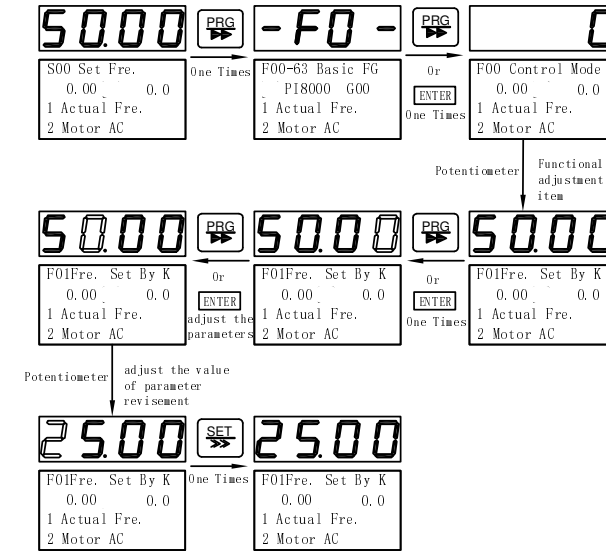 50.00
PRG
One Times
S00 Set Fre.
0.00 0.0
1 Actual Fre.
2 Motor AC
- F0 -
F00-63 Basic FG
PI8000 G00
1 Actual Fre.
2 Motor AC
PRG
Or
ENTER
One Times
F00 Control Mode
0.00 0.0
1 Actual Fre.
2 Motor AC
Potentiometer
Functional
adjustment
item
50.00
F01Fre. Set By K
0.00 0.0
1 Actual Fre.
2 Motor AC
PRG
Or
ENTER
adjust the
parameters
50.00
F01Fre. Set By K
0.00 0.0
1 Actual Fre.
2 Motor AC
PRG
Or
ENTER
One Times
50.00
F01Fre. Set By K
0.00 0.0
1 Actual Fre.
2 Motor AC
Potentiometer
adjust the value
of parameter
revisement
25.00
F01Fre. Set By K
0.00 0.0
1 Actual Fre.
2 Motor AC
SET
One Times
25.00
F01Fre. Set By K
0.00 0.0
1 Actual Fre.
2 Motor AC